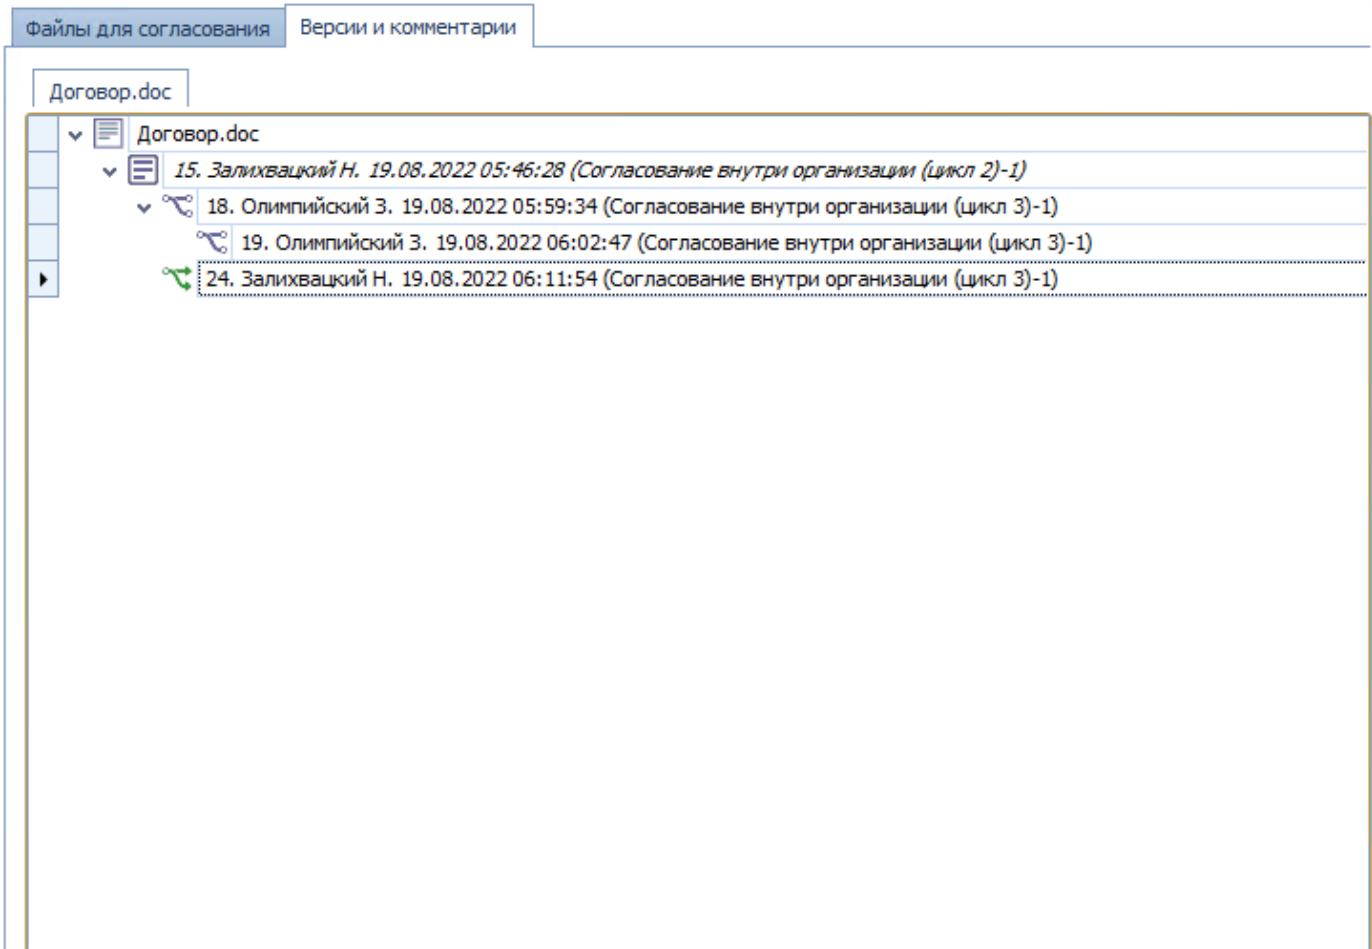 Файлы для согласования Версии и комментарии
Договор.doc
Договор.doc
15. Залихвацкий Н. 19.08.2022 05:46:28 (Согласование внутри организации (цикл 2)-1)
18. Олимпийский З. 19.08.2022 05:59:34 (Согласование внутри организации (цикл 3)-1)
19. Олимпийский З. 19.08.2022 06:02:47 (Согласование внутри организации (цикл 3)-1)
24. Залихвацкий Н. 19.08.2022 06:11:54 (Согласование внутри организации (цикл 3)-1)